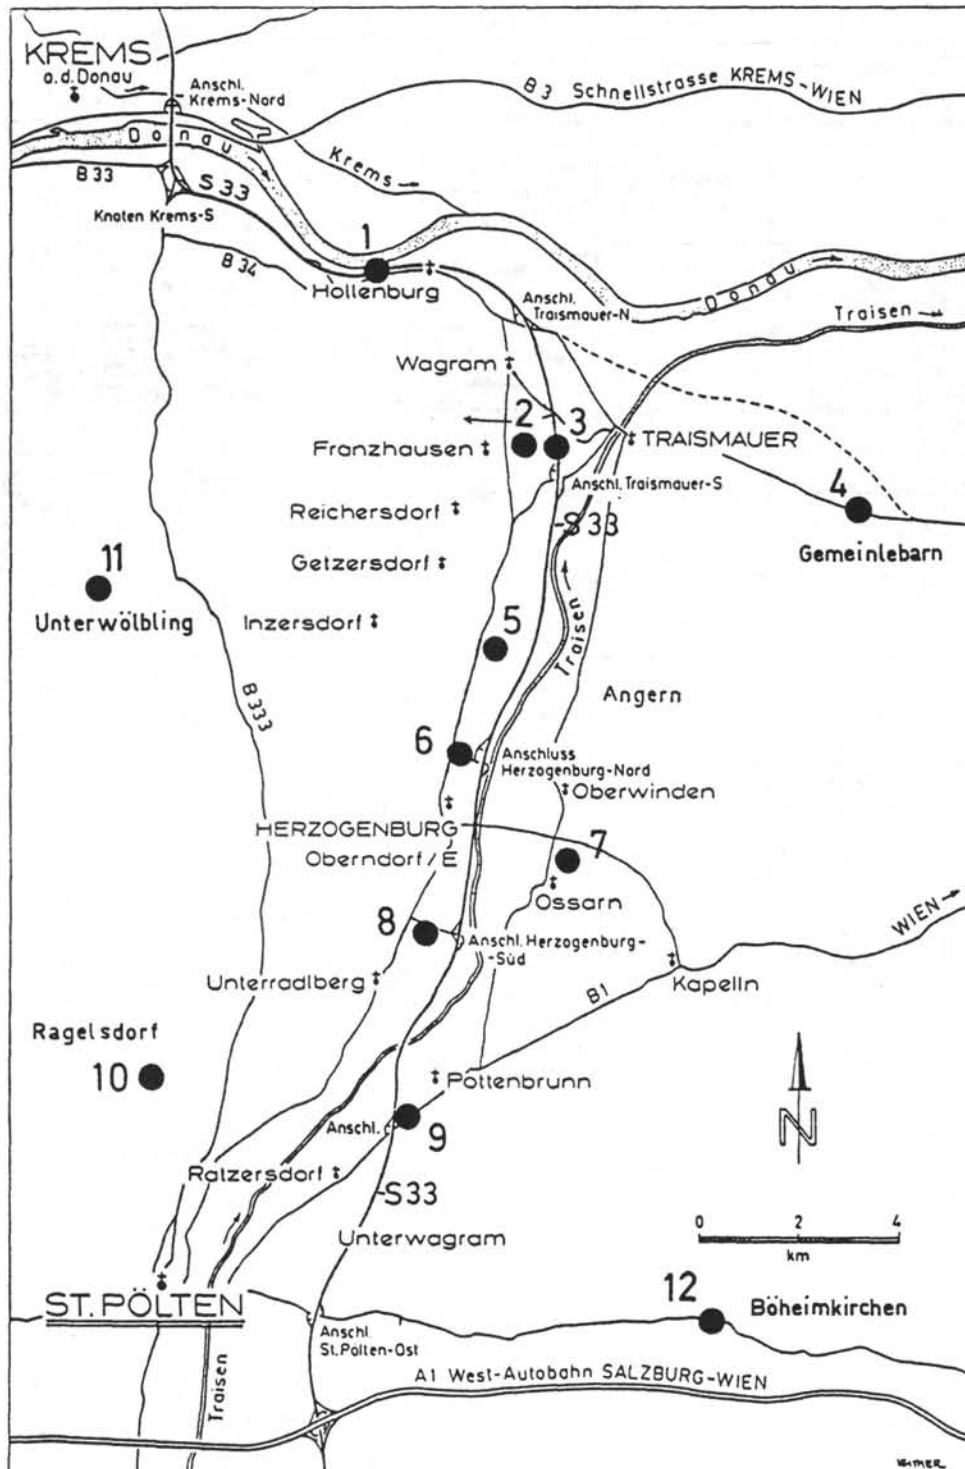 KREMS
a.d. Donau
Anschl.
Krems-Nord
B 3 Schnellstrasse KREMS-WIEN
Donau
Krems
B 33
S 33
Knoten Krems-S
B 34
1
Hollenburg
Donau
Anschl.
Traismauer-N
Traisen
Wagram
2
3
Franzhausen
TRAISMAUER
Anschl. Traismauer-S
4
Reichersdorf
S 33
Gemeinlebarn
Getzersdorf
11
Unterwölbling
Inzersdorf
5
Traisen
Angern
B 333
6
Anschluss
Herzogenburg-Nord
Oberwinden
HERZOGENBURG
Oberndorf / E
7
Ossarn
8
Anschl. Herzogenburg-
-Süd
WIEN
Unterradlberg
B1
Kapelln
Ragelsdorf
10
Pottenbrunn
Anschl.
9
N
Ratzersdorf
-S33
0 2 4
km
Unterwagram
ST. PÖLTEN
12
Böheimkirchen
Anschl.
St. Pölten-Ost
A1 West-Autobahn SALZBURG-WIEN
Traisen